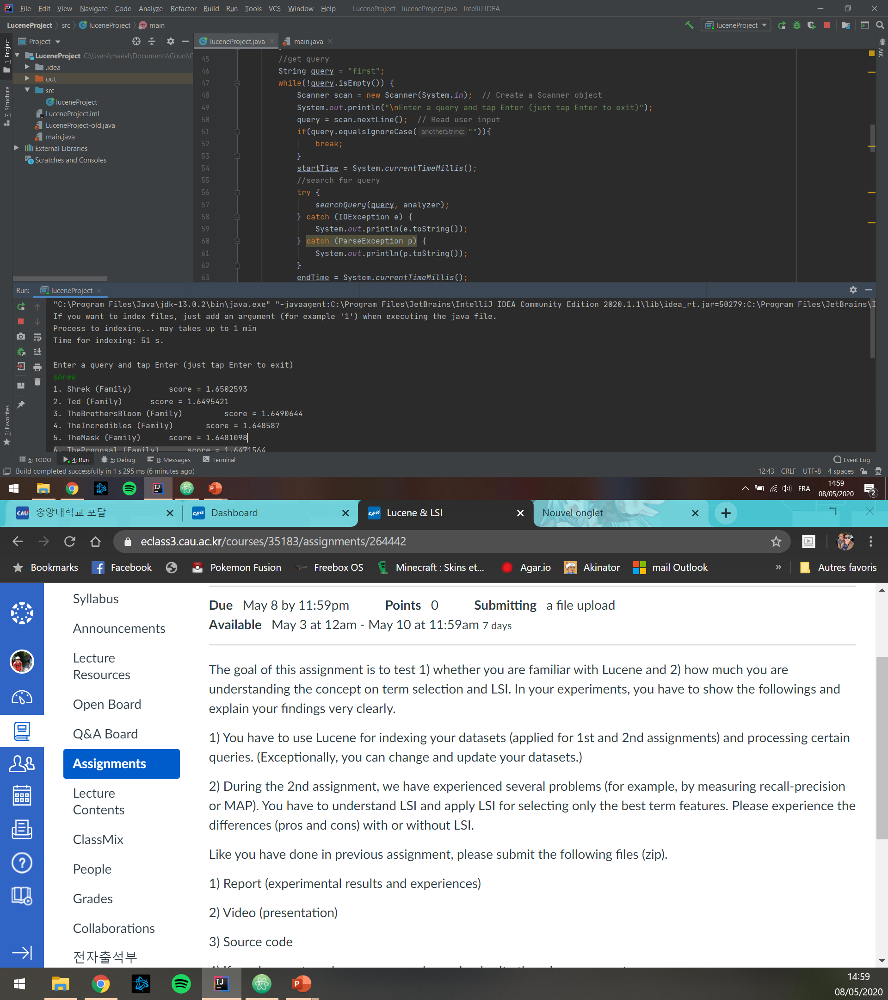 File Edit View Navigate Code Analyze Refactor Build Run Tools VCS Window Help LuceneProject - luceneProject.java - IntelliJ IDEA
LuceneProject src luceneProject main luceneProject
Project luceneProject.java main.java
1: Project
7: Structure
2: Favorites
Ant
LuceneProject C:\Users\maevl\Documents\Cours\C
.idea
out
src
luceneProject
LuceneProject.iml
LuceneProject-old.java
main.java
External Libraries
Scratches and Consoles
45 //get query
46 String query = "first";
47 while(!query.isEmpty()) {
48 Scanner scan = new Scanner(System.in); // Create a Scanner object
49 System.out.println("\nEnter a query and tap Enter (just tap Enter to exit)");
50 query = scan.nextLine(); // Read user input
51 if(query.equalsIgnoreCase( anotherString: "")){
52 break;
53 }
54 startTime = System.currentTimeMillis();
55 //search for query
56 try {
57 searchQuery(query, analyzer);
58 } catch (IOException e) {
59 System.out.println(e.toString());
60 } catch (ParseException p) {
61 System.out.println(p.toString());
62 }
63 endTime = System.currentTimeMillis();
Run: luceneProject
"C:\Program Files\Java\jdk-13.0.2\bin\java.exe" "-javaagent:C:\Program Files\JetBrains\IntelliJ IDEA Community Edition 2020.1.1\lib\idea_rt.jar=50279:C:\Program Files\JetBrains\I
If you want to index files, just add an argument (for example '1') when executing the java file.
Process to indexing... may takes up to 1 min
Time for indexing: 51 s.
Enter a query and tap Enter (just tap Enter to exit)
shrek
1. Shrek (Family) score = 1.6502593
2. Ted (Family) score = 1.6495421
3. TheBrothersBloom (Family) score = 1.6490644
4. TheIncredibles (Family) score = 1.648587
5. TheMask (Family) score = 1.6481098
6. TheProposal (Family) score = 1.6471564
6: TODO 4: Run 5: Debug 0: Messages Terminal Event Log
Build completed successfully in 1 s 295 ms (6 minutes ago) 12:43 CRLF UTF-8 4 spaces
IJ P FRA 14:59
08/05/2020 2
CAU 중앙대학교 포탈 CAU Dashboard CAU Lucene & LSI Nouvel onglet
eclass3.cau.ac.kr/courses/35183/assignments/264442
Bookmarks Facebook Pokemon Fusion Freebox OS Minecraft : Skins et... Agar.io Akinator mail Outlook » Autres favoris
Syllabus
Announcements
Lecture
Resources
Open Board
Q&A Board
Assignments
Lecture
Contents
ClassMix
People
Grades
Collaborations
전자출석부
Due May 8 by 11:59pm Points 0 Submitting a file upload
Available May 3 at 12am - May 10 at 11:59am 7 days
The goal of this assignment is to test 1) whether you are familiar with Lucene and 2) how much you are
understanding the concept on term selection and LSI. In your experiments, you have to show the followings and
explain your findings very clearly.
1) You have to use Lucene for indexing your datasets (applied for 1st and 2nd assignments) and processing certain
queries. (Exceptionally, you can change and update your datasets.)
2) During the 2nd assignment, we have experienced several problems (for example, by measuring recall-precision
or MAP). You have to understand LSI and apply LSI for selecting only the best term features. Please experience the
differences (pros and cons) with or without LSI.
Like you have done in previous assignment, please submit the following files (zip).
1) Report (experimental results and experiences)
2) Video (presentation)
3) Source code
IJ P 14:59
08/05/2020